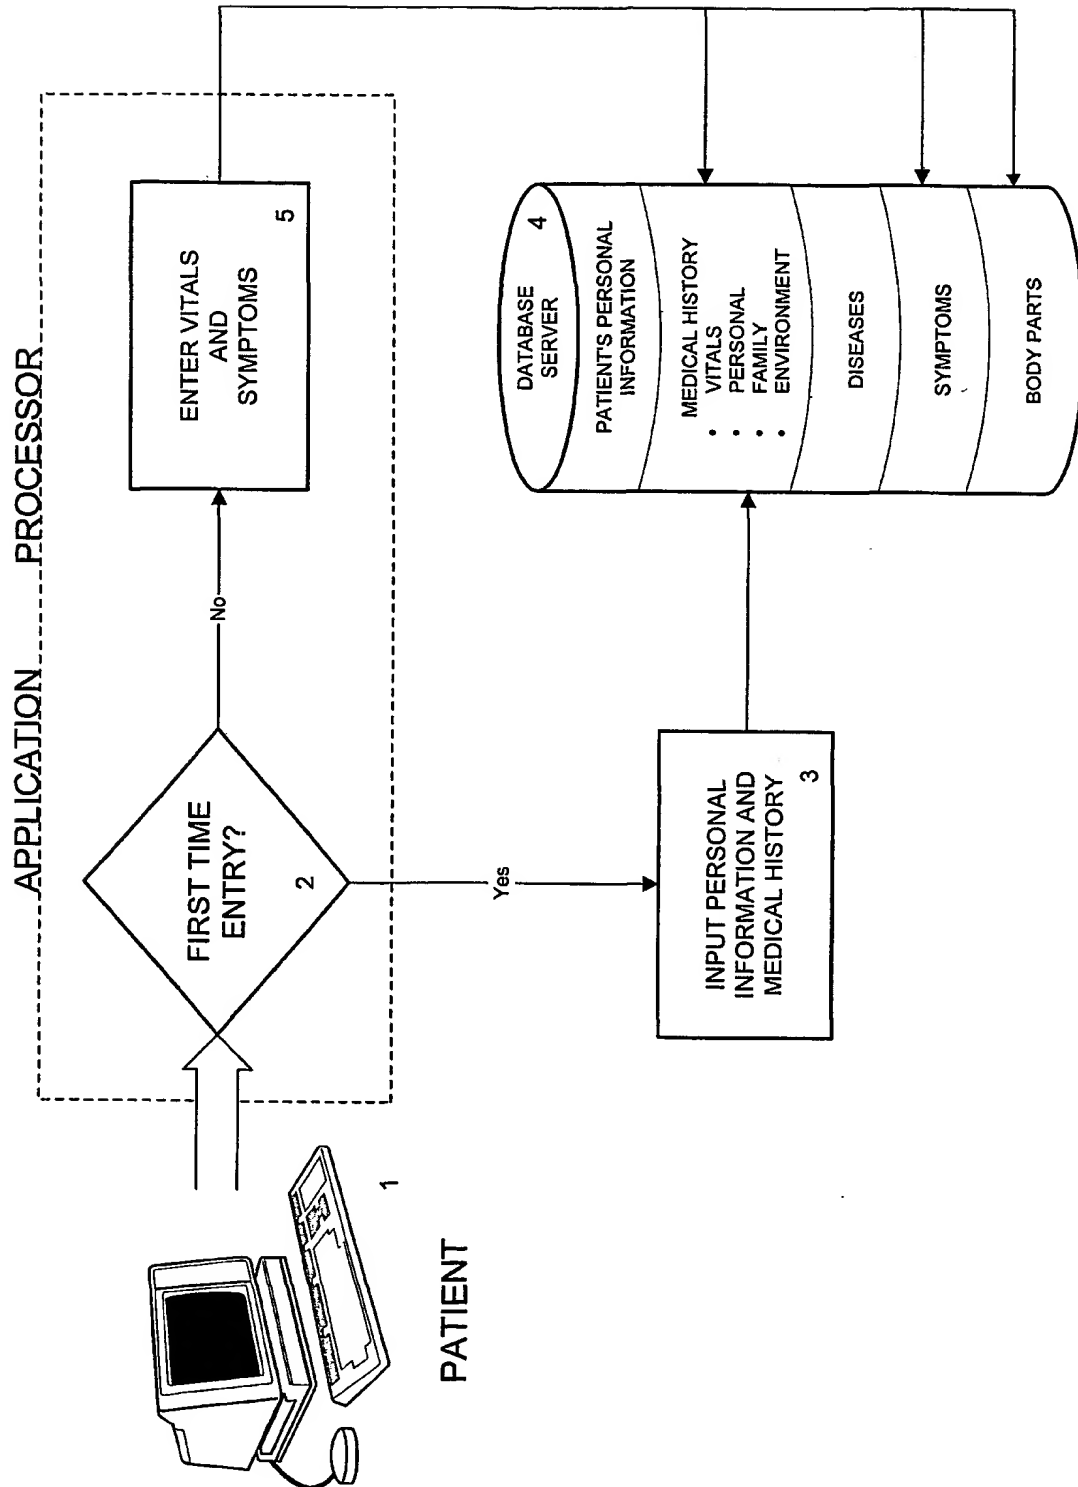 APPLICATION PROCESSOR
FIRST TIME
ENTRY?
2
No
ENTER VITALS
AND
SYMPTOMS
5
1
PATIENT
Yes
INPUT PERSONAL
INFORMATION AND
MEDICAL HISTORY
3
DATABASE
SERVER
4
PATIENT'S PERSONAL
INFORMATION
MEDICAL HISTORY
• VITALS
• PERSONAL
• FAMILY
• ENVIRONMENT
DISEASES
SYMPTOMS
BODY PARTS